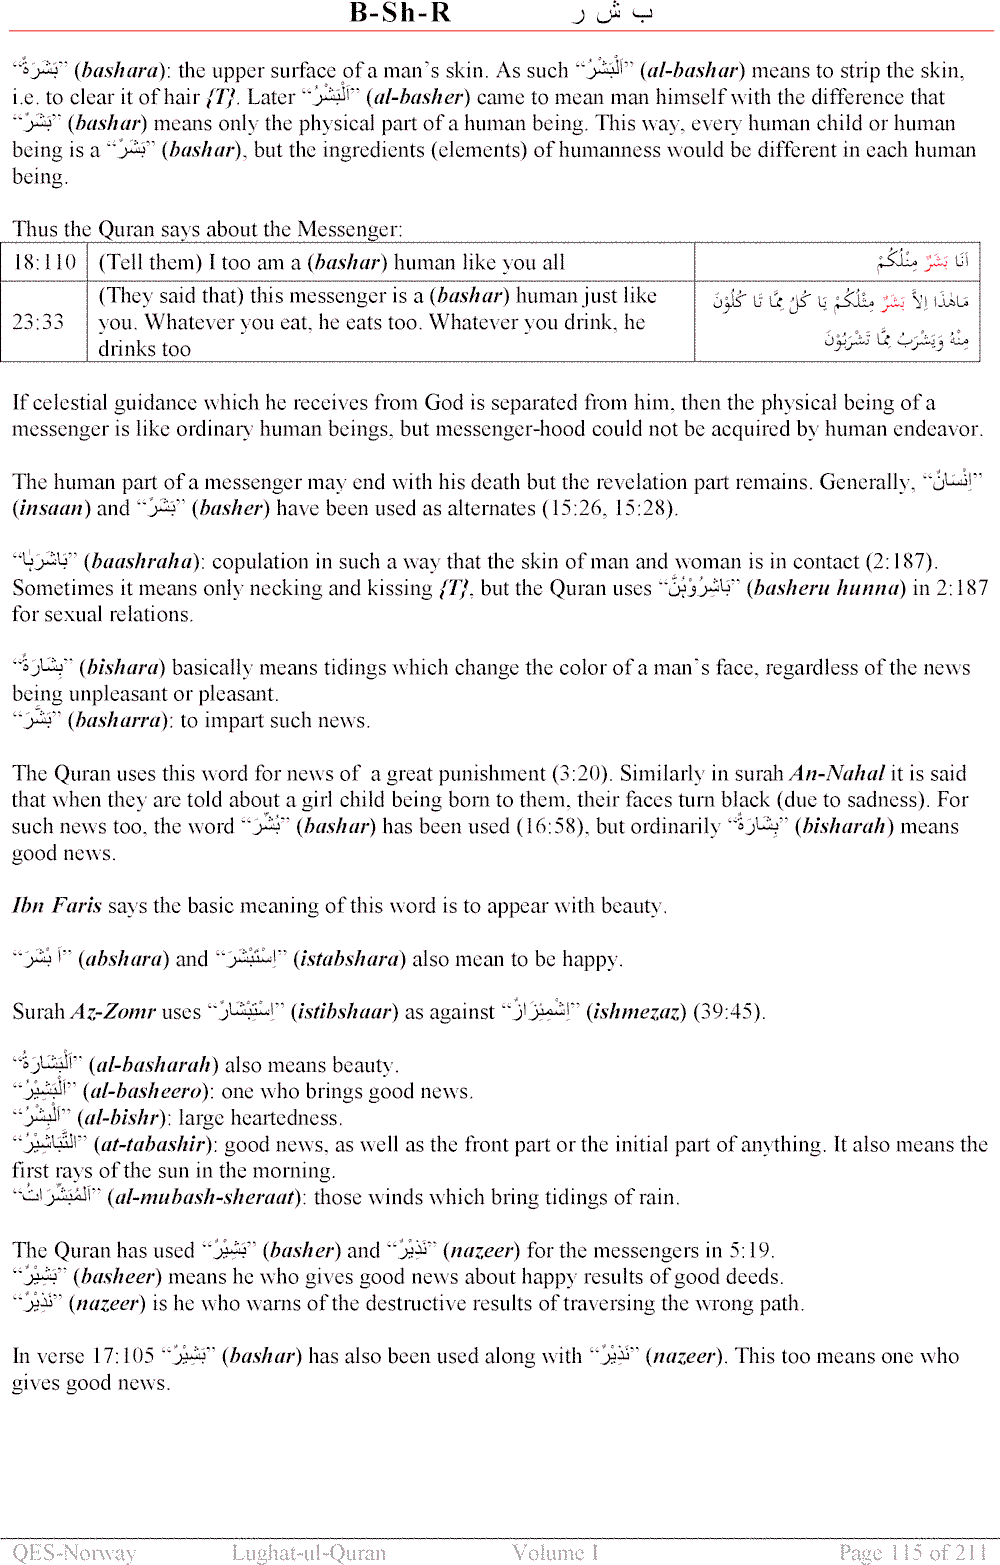 B-Sh-R ب ش ر
“بَشَرَةٌ” (bashara): the upper surface of a man’s skin. As such “اَلْبَشْرُ” (al-bashar) means to strip the skin,
i.e. to clear it of hair {T}. Later “اَلْبَشَرُ” (al-basher) came to mean man himself with the difference that
“بَشَرٌ” (bashar) means only the physical part of a human being. This way, every human child or human
being is a “بَشَرٌ” (bashar), but the ingredients (elements) of humanness would be different in each human
being.
Thus the Quran says about the Messenger:
18:110 (Tell them) I too am a (bashar) human like you all اَنَا بَشَرٌ مِثْلُكُمْ
(They said that) this messenger is a (bashar) human just like مَاهٰذَا اِلاَّ بَشَرٌ مِثْلُكُمْ يَا كُلُ مِمَّا تَا كُلُوْنَ
23:33 you. Whatever you eat, he eats too. Whatever you drink, he
drinks too مِنْهُ وَيَشْرَبُ مِمَّا تَشْرَبُوْنَ
If celestial guidance which he receives from God is separated from him, then the physical being of a
messenger is like ordinary human beings, but messenger-hood could not be acquired by human endeavor.
The human part of a messenger may end with his death but the revelation part remains. Generally, “اِنْسَانٌ”
(insaan) and “بَشَرٌ” (basher) have been used as alternates (15:26, 15:28).
“بَاشَرَہَا” (baashraha): copulation in such a way that the skin of man and woman is in contact (2:187).
Sometimes it means only necking and kissing {T}, but the Quran uses “بَاشِرُوْہُنَّ” (basheru hunna) in 2:187
for sexual relations.
“بِشَارَةٌ” (bishara) basically means tidings which change the color of a man’s face, regardless of the news
being unpleasant or pleasant.
“بَشَّرَ” (basharra): to impart such news.
The Quran uses this word for news of a great punishment (3:20). Similarly in surah An-Nahal it is said
that when they are told about a girl child being born to them, their faces turn black (due to sadness). For
such news too, the word “بُشِّرَ” (bashar) has been used (16:58), but ordinarily “بِشَارَةٌ” (bisharah) means
good news.
Ibn Faris says the basic meaning of this word is to appear with beauty.
“اَ بْشَرَ” (abshara) and “اِسْتَبْشَرَ” (istabshara) also mean to be happy.
Surah Az-Zomr uses “اِسْتِبْشَارٌ” (istibshaar) as against “اِشْمِئِزَازٌ” (ishmezaz) (39:45).
“اَلْبَشَارَةُ” (al-basharah) also means beauty.
“اَلْبَشِيْرُ” (al-basheero): one who brings good news.
“اَلْبِشْرُ” (al-bishr): large heartedness.
“اَلتَّبَاشِيْرُ” (at-tabashir): good news, as well as the front part or the initial part of anything. It also means the
first rays of the sun in the morning.
“اَلْمُبَشِّرَاتُ” (al-mubash-sheraat): those winds which bring tidings of rain.
The Quran has used “بَشِيْرٌ” (basher) and “نَذِيْرٌ” (nazeer) for the messengers in 5:19.
“بَشِيْرٌ” (basheer) means he who gives good news about happy results of good deeds.
“نَذِيْرٌ” (nazeer) is he who warns of the destructive results of traversing the wrong path.
In verse 17:105 “بَشِيْرٌ” (bashar) has also been used along with “نَذِيْرٌ” (nazeer). This too means one who
gives good news.
QES-Norway Lughat-ul-Quran Volume I Page 115 of 211